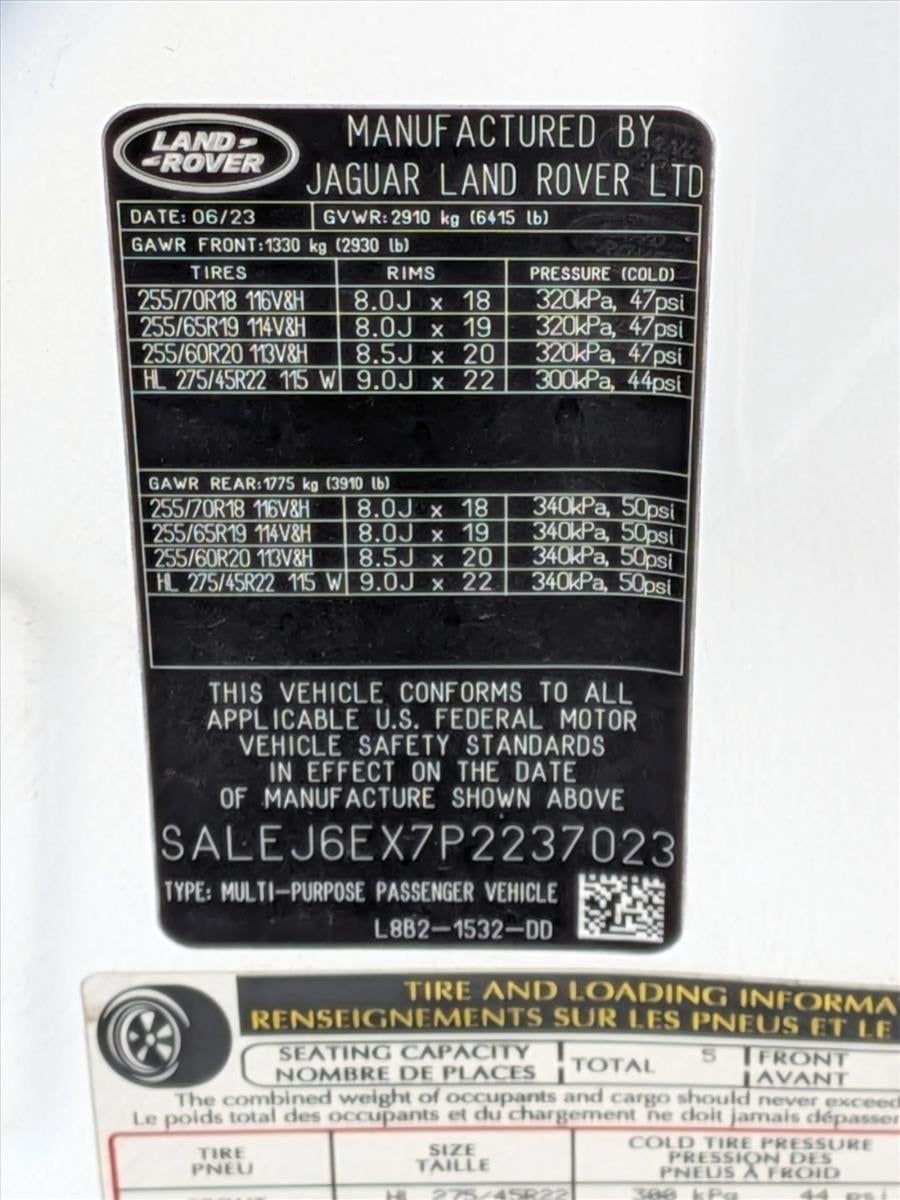 LAND-
-ROVER
MANUFACTURED BY
JAGUAR LAND ROVER LTD
DATE: 06/23 GVWR:2910 kg (6415 lb)
GAWR FRONT:1330 kg (2930 lb)
TIRES RIMS PRESSURE (COLD)
255/70R18 116V&H 8.0J x 18 320kPa, 47psi
255/65R19 114V&H 8.0J x 19 320kPa, 47psi
255/60R20 113V&H 8.5J x 20 320kPa, 47psi
HL 275/45R22 115 W 9.0J x 22 300kPa, 44psi
GAWR REAR:1775 kg (3910 lb)
255/70R18 116V&H 8.0J x 18 340kPa, 50psi
255/65R19 114V&H 8.0J x 19 340kPa, 50psi
255/60R20 113V&H 8.5J x 20 340kPa, 50psi
HL 275/45R22 115 W 9.0J x 22 340kPa, 50psi
THIS VEHICLE CONFORMS TO ALL
APPLICABLE U.S. FEDERAL MOTOR
VEHICLE SAFETY STANDARDS
IN EFFECT ON THE DATE
OF MANUFACTURE SHOWN ABOVE
SALEJ6EX7P2237023
TYPE: MULTI-PURPOSE PASSENGER VEHICLE
L8B2-1532-DD
TIRE AND LOADING INFORMA
RENSEIGNEMENTS SUR LES PNEUS ET LE
SEATING CAPACITY TOTAL 5 FRONT
NOMBRE DE PLACES AVANT
The combined weight of occupants and cargo should never exceed
Le poids total des occupants et du chargement ne doit jamais dépasser
TIRE SIZE COLD TIRE PRESSURE
PNEU TAILLE PRESSION DES
PNEUS À FROID
HL 275/45R22 300 kPa 44 psi